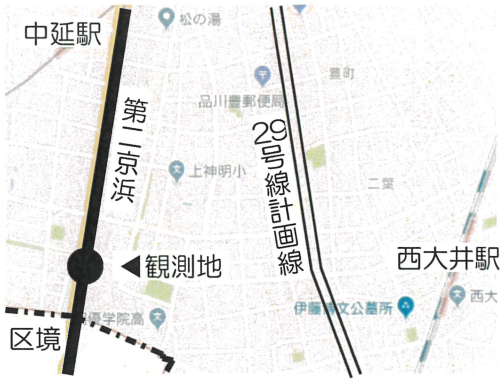 松の湯
中延駅
豊町
品川豊郵便局
第二京浜
29号線計画線
上神明小
二葉
観測地
西大井駅
西大
伊藤博文公墓所
区境
優学院高